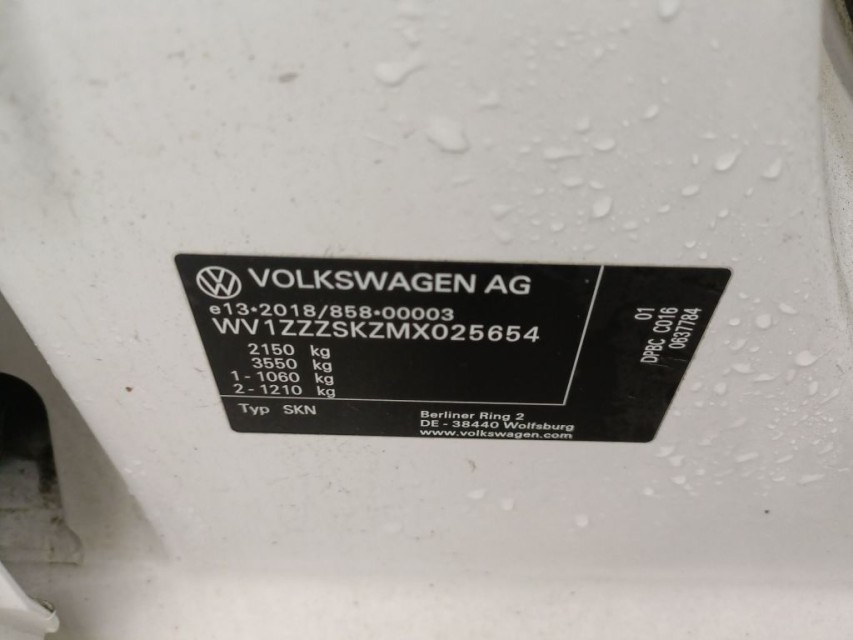 VOLKSWAGEN AG
e13*2018/858*00003
WV1ZZZSKZMX025654
2150 kg
3550 kg
1 - 1060 kg
2 - 1210 kg
Typ SKN
Berliner Ring 2
DE - 38440 Wolfsburg
www.volkswagen.com
01
DPBC C016
0637784